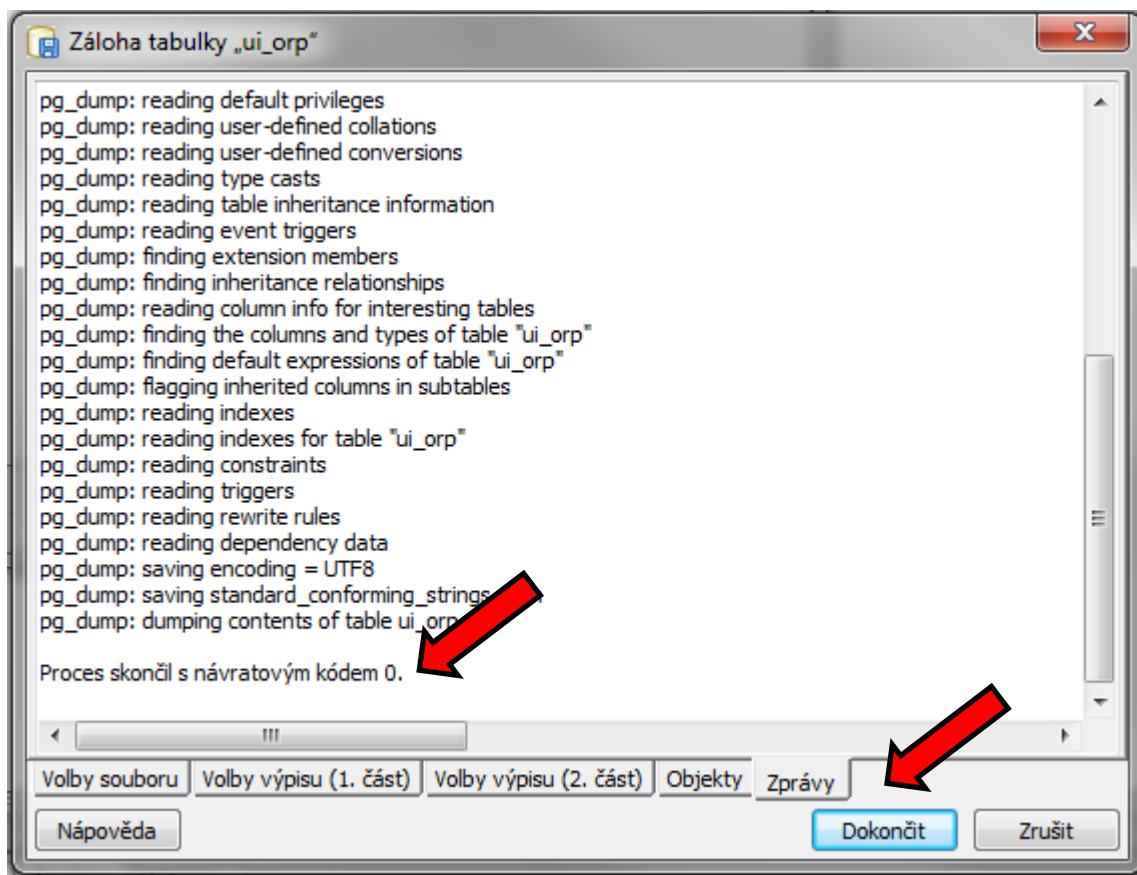 Záloha tabulky „ui_orp“
pg_dump: reading default privileges
pg_dump: reading user-defined collations
pg_dump: reading user-defined conversions
pg_dump: reading type casts
pg_dump: reading table inheritance information
pg_dump: reading event triggers
pg_dump: finding extension members
pg_dump: finding inheritance relationships
pg_dump: reading column info for interesting tables
pg_dump: finding the columns and types of table "ui_orp"
pg_dump: finding default expressions of table "ui_orp"
pg_dump: flagging inherited columns in subtables
pg_dump: reading indexes
pg_dump: reading indexes for table "ui_orp"
pg_dump: reading constraints
pg_dump: reading triggers
pg_dump: reading rewrite rules
pg_dump: reading dependency data
pg_dump: saving encoding = UTF8
pg_dump: saving standard_conforming_strings
pg_dump: dumping contents of table ui_orp
Proces skončil s návratovým kódem 0.
Volby souboru Volby výpisu (1. část) Volby výpisu (2. část) Objekty Zprávy
Nápověda Dokončit Zrušit